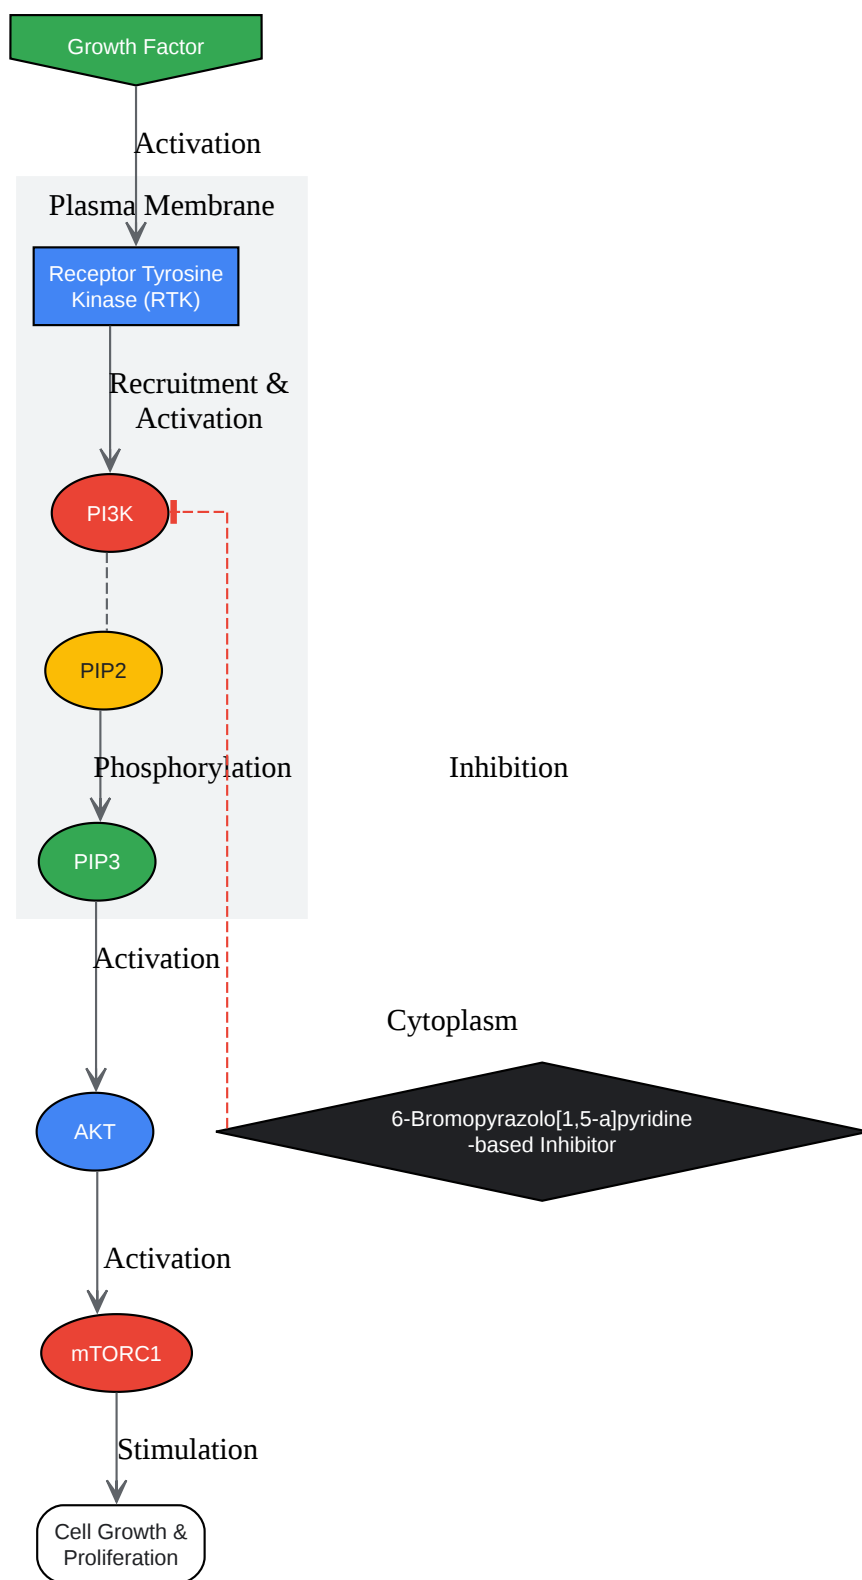 Growth Factor
Activation
Plasma Membrane
Receptor Tyrosine
Kinase (RTK)
Recruitment &
Activation
PI3K
PIP2
Phosphorylation
Inhibition
PIP3
Activation
Cytoplasm
6-Bromopyrazolo[1,5-a]pyridine
-based Inhibitor
AKT
Activation
mTORC1
Stimulation
Cell Growth &
Proliferation